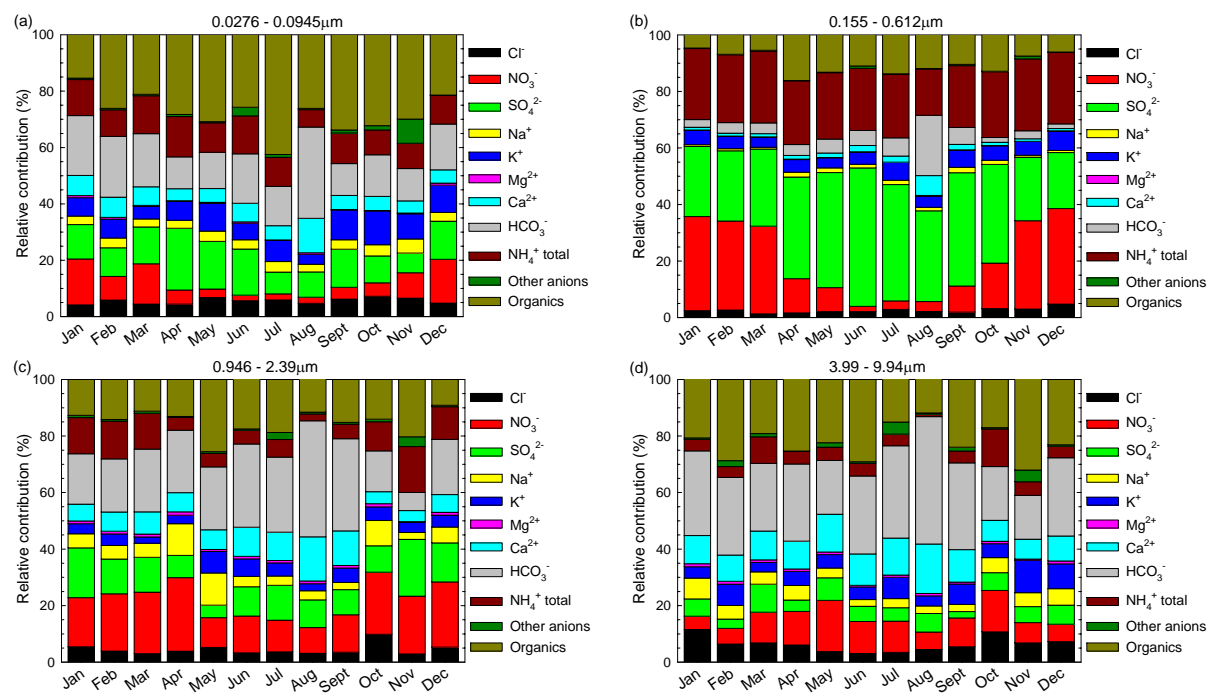 (a) 0.0276 - 0.0945μm
Relative contribution (%)
100
80
60
40
20
0
Jan Feb Mar Apr May Jun Jul Aug Sept Oct Nov Dec
Cl⁻
NO₃⁻
SO₄²⁻
Na⁺
K⁺
Mg²⁺
Ca²⁺
HCO₃⁻
NH₄⁺ total
Other anions
Organics
(b) 0.155 - 0.612μm
Relative contribution (%)
100
80
60
40
20
0
Jan Feb Mar Apr May Jun Jul Aug Sept Oct Nov Dec
Cl⁻
NO₃⁻
SO₄²⁻
Na⁺
K⁺
Mg²⁺
Ca²⁺
HCO₃⁻
NH₄⁺ total
Other anions
Organics
(c) 0.946 - 2.39μm
Relative contribution (%)
100
80
60
40
20
0
Jan Feb Mar Apr May Jun Jul Aug Sept Oct Nov Dec
Cl⁻
NO₃⁻
SO₄²⁻
Na⁺
K⁺
Mg²⁺
Ca²⁺
HCO₃⁻
NH₄⁺ total
Other anions
Organics
(d) 3.99 - 9.94μm
Relative contribution (%)
100
80
60
40
20
0
Jan Feb Mar Apr May Jun Jul Aug Sept Oct Nov Dec
Cl⁻
NO₃⁻
SO₄²⁻
Na⁺
K⁺
Mg²⁺
Ca²⁺
HCO₃⁻
NH₄⁺ total
Other anions
Organics